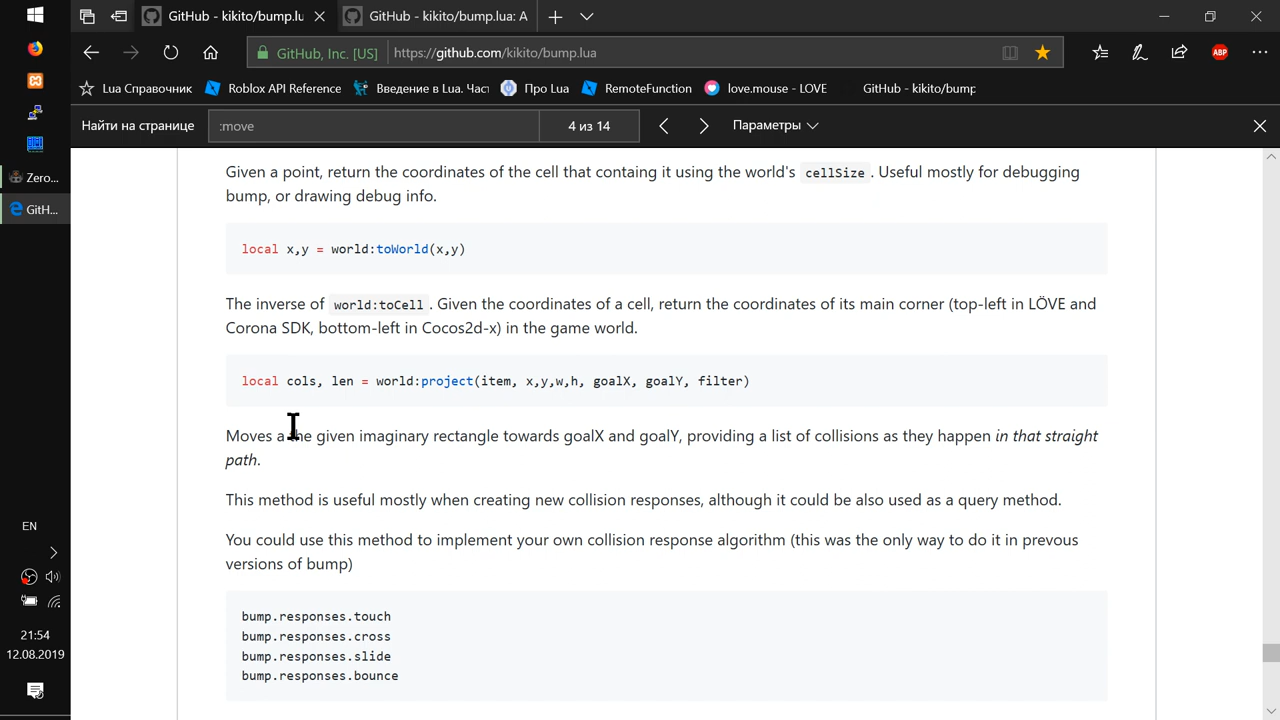 GitHub - kikito/bump.lu
GitHub - kikito/bump.lua: A
GitHub, Inc. [US]
https://github.com/kikito/bump.lua
ABP
Lua Справочник
Roblox API Reference
Введение в Lua. Част
Про Lua
RemoteFunction
love.mouse - LOVE
GitHub - kikito/bump
Найти на странице
:move
4 из 14
Параметры
Zero...
GitH...
Given a point, return the coordinates of the cell that containg it using the world's cellSize. Useful mostly for debugging
bump, or drawing debug info.
local x,y = world:toWorld(x,y)
The inverse of world:toCell. Given the coordinates of a cell, return the coordinates of its main corner (top-left in LÖVE and
Corona SDK, bottom-left in Cocos2d-x) in the game world.
local cols, len = world:project(item, x,y,w,h, goalX, goalY, filter)
Moves a the given imaginary rectangle towards goalX and goalY, providing a list of collisions as they happen in that straight
path.
This method is useful mostly when creating new collision responses, although it could be also used as a query method.
You could use this method to implement your own collision response algorithm (this was the only way to do it in prevous
versions of bump)
bump.responses.touch
bump.responses.cross
bump.responses.slide
bump.responses.bounce
EN
21:54
12.08.2019